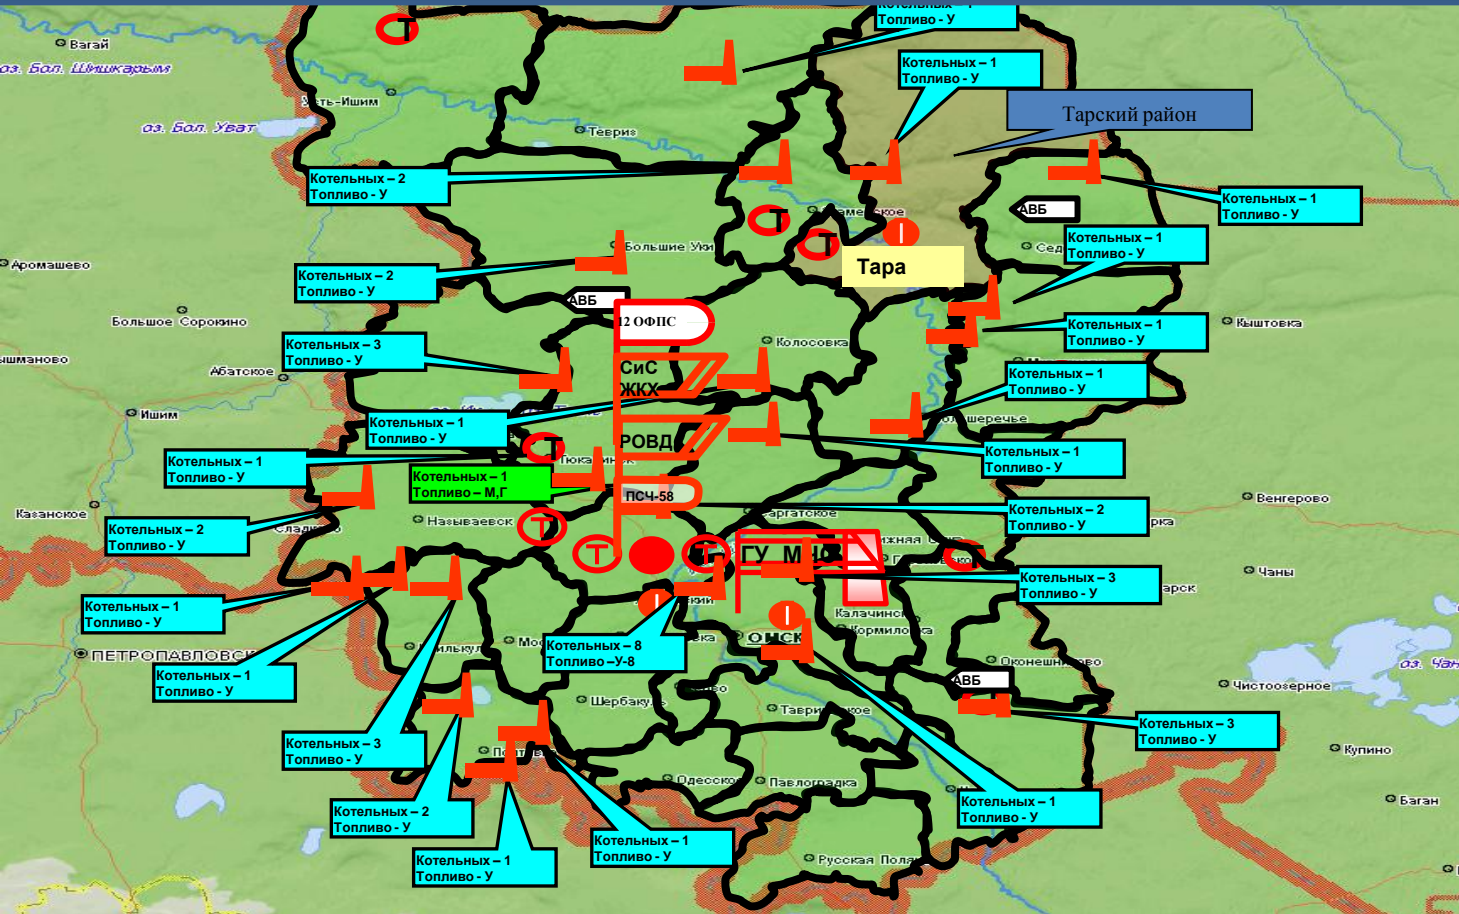 Котельных – 1
Топливо - У
Вагай
оз. Бол. Шишкарым
Котельных – 1
Топливо - У
Усть-Ишим
Тарский район
оз. Бол. Уват
Тевриз
Котельных – 2
Топливо - У
Котельных – 1
Топливо - У
АВБ
Котельных – 1
Топливо - У
Большие Уки
Тара
Аромашево
Котельных – 2
Топливо - У
АВБ
Большое Сорокино
12 ОФПС
Котельных – 1
Топливо - У
Кыштовка
Котельных – 3
Топливо - У
Колосовка
Абатское
СиС
ЖКХ
Котельных – 1
Топливо - У
Ишим
Котельных – 1
Топливо - У
РОВД
Котельных – 1
Топливо - У
Котельных – 1
Топливо - У
Котельных – 1
Топливо – М,Г
ПСЧ-58
Венгерово
Казанское
Называевск
Котельных – 2
Топливо - У
Котельных – 2
Топливо - У
ГУ МЧС
Чаны
Котельных – 3
Топливо - У
Котельных – 1
Топливо - У
Калачинск
Кормиловка
ОМСК
Котельных – 8
Топливо –У-8
ПЕТРОПАВЛОВСК
Оконешниково
оз. Чан
Котельных – 1
Топливо - У
АВБ
Чистоозерное
Шербакуль
Таврическое
Котельных – 3
Топливо - У
Котельных – 3
Топливо - У
Купино
Одесское
Павлоградка
Котельных – 2
Топливо - У
Котельных – 1
Топливо - У
Баган
Котельных – 1
Топливо - У
Котельных – 1
Топливо - У
Русская Поляна